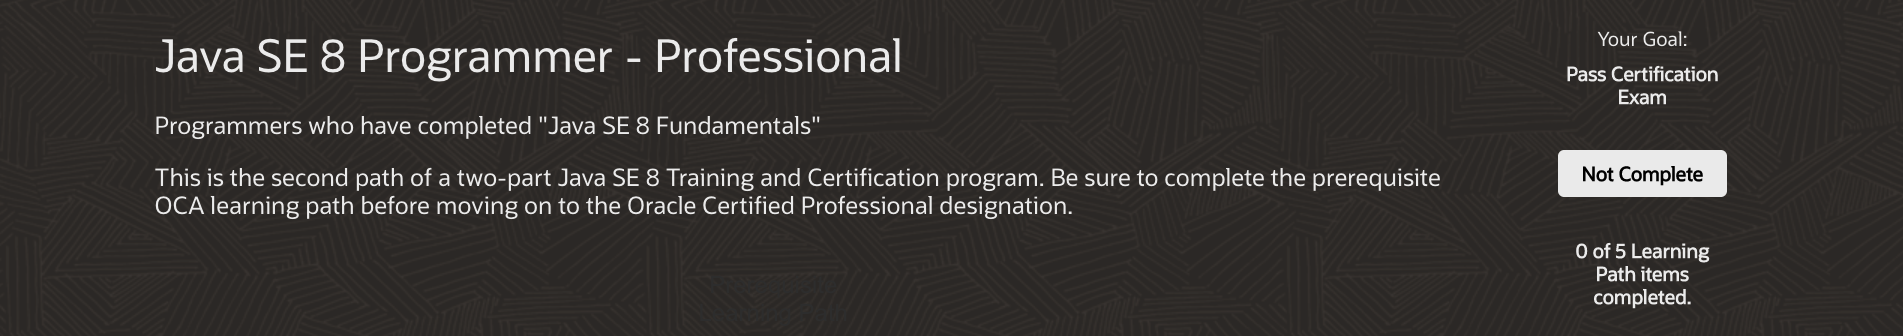 Java SE 8 Programmer - Professional
Programmers who have completed "Java SE 8 Fundamentals"
This is the second path of a two-part Java SE 8 Training and Certification program. Be sure to complete the prerequisite
OCA learning path before moving on to the Oracle Certified Professional designation.
Your Goal:
Pass Certification
Exam
Not Complete
0 of 5 Learning
Path items
completed.